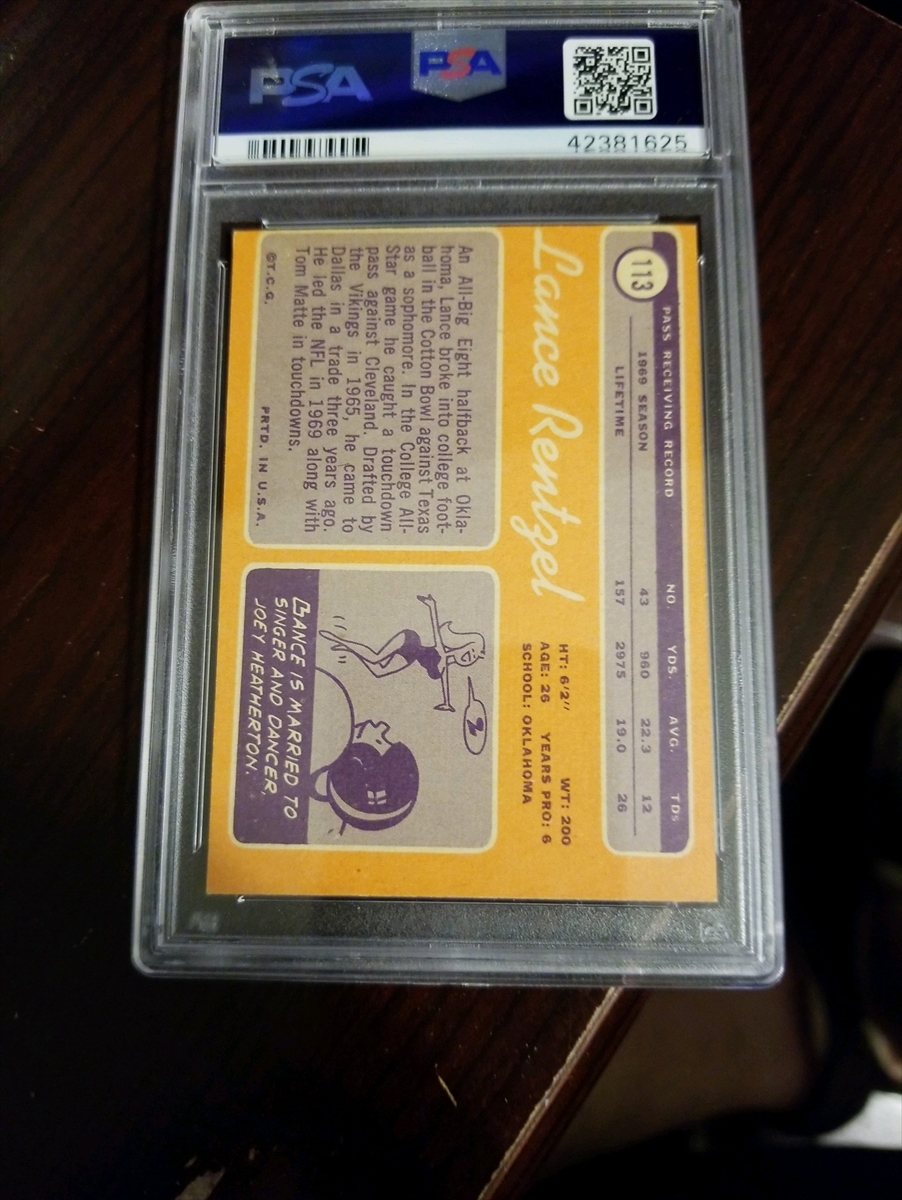 PSA
PSA
42381625
113
PASS RECEIVING RECORD NO. YDS. AVG. TDs
1969 SEASON 43 960 22.3 12
LIFETIME 157 2975 19.0 26
Lance Rentzel
HT: 6'2" WT: 200
AGE: 26 YEARS PRO: 6
SCHOOL: OKLAHOMA
An All-Big Eight halfback at Okla-
homa, Lance broke into college foot-
ball in the Cotton Bowl against Texas
as a sophomore. In the College All-
Star game he caught a touchdown
pass against Cleveland. Drafted by
the Vikings in 1965, he came to
Dallas in a trade three years ago.
He led the NFL in 1969 along with
Tom Matte in touchdowns.
©T.C.G. PRTD. IN U.S.A.
LANCE IS MARRIED TO
SINGER AND DANCER,
JOEY HEATHERTON.